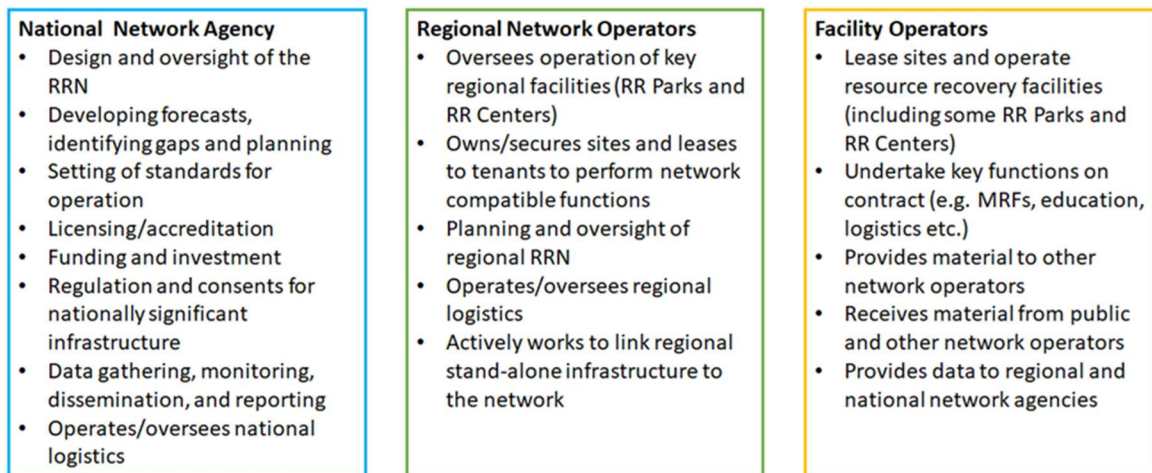 National Network Agency
• Design and oversight of the
RRN
• Developing forecasts,
identifying gaps and planning
• Setting of standards for
operation
• Licensing/accreditation
• Funding and investment
• Regulation and consents for
nationally significant
infrastructure
• Data gathering, monitoring,
dissemination, and reporting
• Operates/oversees national
logistics
Regional Network Operators
• Oversees operation of key
regional facilities (RR Parks and
RR Centers)
• Owns/secures sites and leases
to tenants to perform network
compatible functions
• Planning and oversight of
regional RRN
• Operates/oversees regional
logistics
• Actively works to link regional
stand-alone infrastructure to
the network
Facility Operators
• Lease sites and operate
resource recovery facilities
(including some RR Parks and
RR Centers)
• Undertake key functions on
contract (e.g. MRFs, education,
logistics etc.)
• Provides material to other
network operators
• Receives material from public
and other network operators
• Provides data to regional and
national network agencies